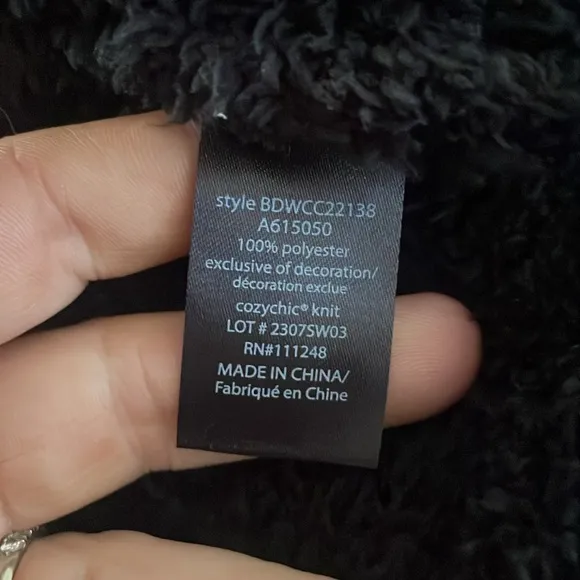 style BDWCC22138
A615050
100% polyester
exclusive of decoration/
décoration exclue
cozychic® knit
LOT # 2307SW03
RN#111248
MADE IN CHINA/
Fabriqué en Chine